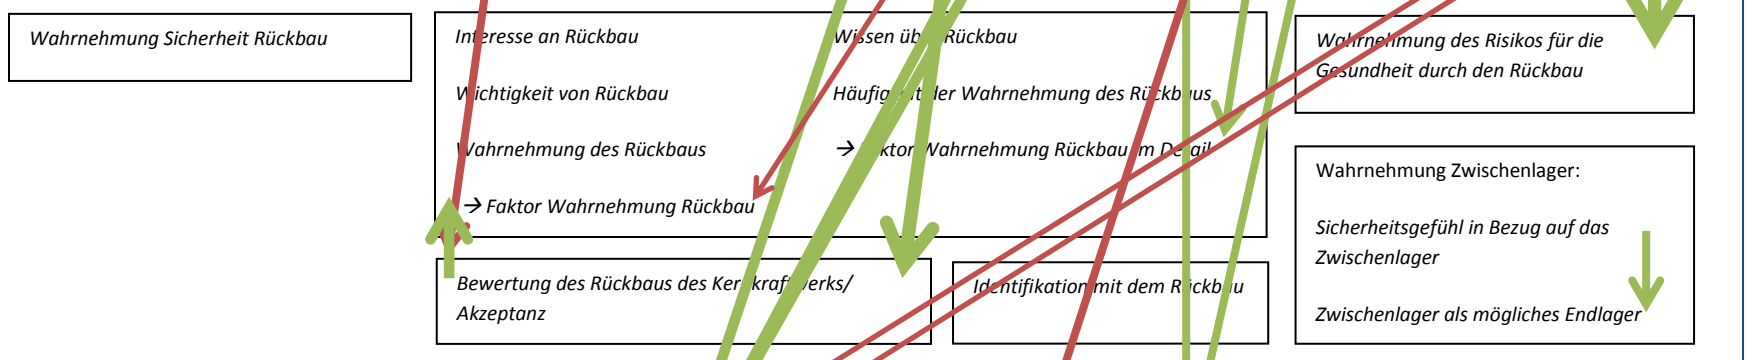 Wahrnehmung Sicherheit Rückbau
Interesse an Rückbau
Wissen über Rückbau
Wichtigkeit von Rückbau
Häufigkeit der Wahrnehmung des Rückbaus
Wahrnehmung des Rückbaus
→ Faktor Wahrnehmung Rückbau im Detail
→ Faktor Wahrnehmung Rückbau
Bewertung des Rückbaus des Kernkraftwerks/
Akzeptanz
Identifikation mit dem Rückbau
Wahrnehmung des Risikos für die
Gesundheit durch den Rückbau
Wahrnehmung Zwischenlager:
Sicherheitsgefühl in Bezug auf das
Zwischenlager
Zwischenlager als mögliches Endlager